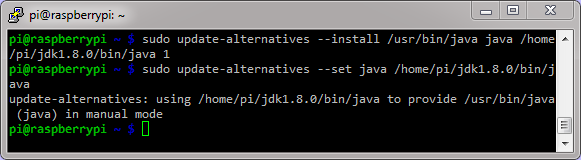 pi@raspberrypi: ~
pi@raspberrypi ~ $ sudo update-alternatives --install /usr/bin/java java /home
/pi/jdk1.8.0/bin/java 1
pi@raspberrypi ~ $ sudo update-alternatives --set java /home/pi/jdk1.8.0/bin/j
ava
update-alternatives: using /home/pi/jdk1.8.0/bin/java to provide /usr/bin/java
 (java) in manual mode
pi@raspberrypi ~ $